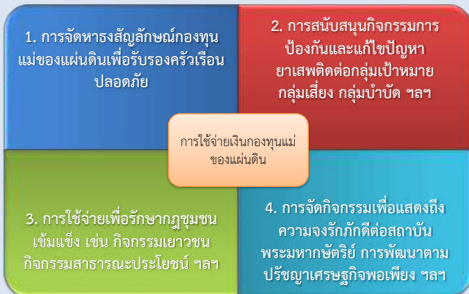 1. การจัดหาธงสัญลักษณ์กองทุน
แม่ของแผ่นดินเพื่อรับรองครัวเรือน
ปลอดภัย
2. การสนับสนุนกิจกรรมการ
ป้องกันและแก้ไขปัญหา
ยาเสพติดต่อกลุ่มเป้าหมาย
กลุ่มเสี่ยง กลุ่มบำบัด ฯลฯ
การใช้จ่ายเงินกองทุนแม่
ของแผ่นดิน
3. การใช้จ่ายเพื่อรักษากฎชุมชน
เข้มแข็ง เช่น กิจกรรมเยาวชน
กิจกรรมสาธารณะประโยชน์ ฯลฯ
4. การจัดกิจกรรมเพื่อแสดงถึง
ความจงรักภักดีต่อสถาบัน
พระมหากษัตริย์ การพัฒนาตาม
ปรัชญาเศรษฐกิจพอเพียง ฯลฯ